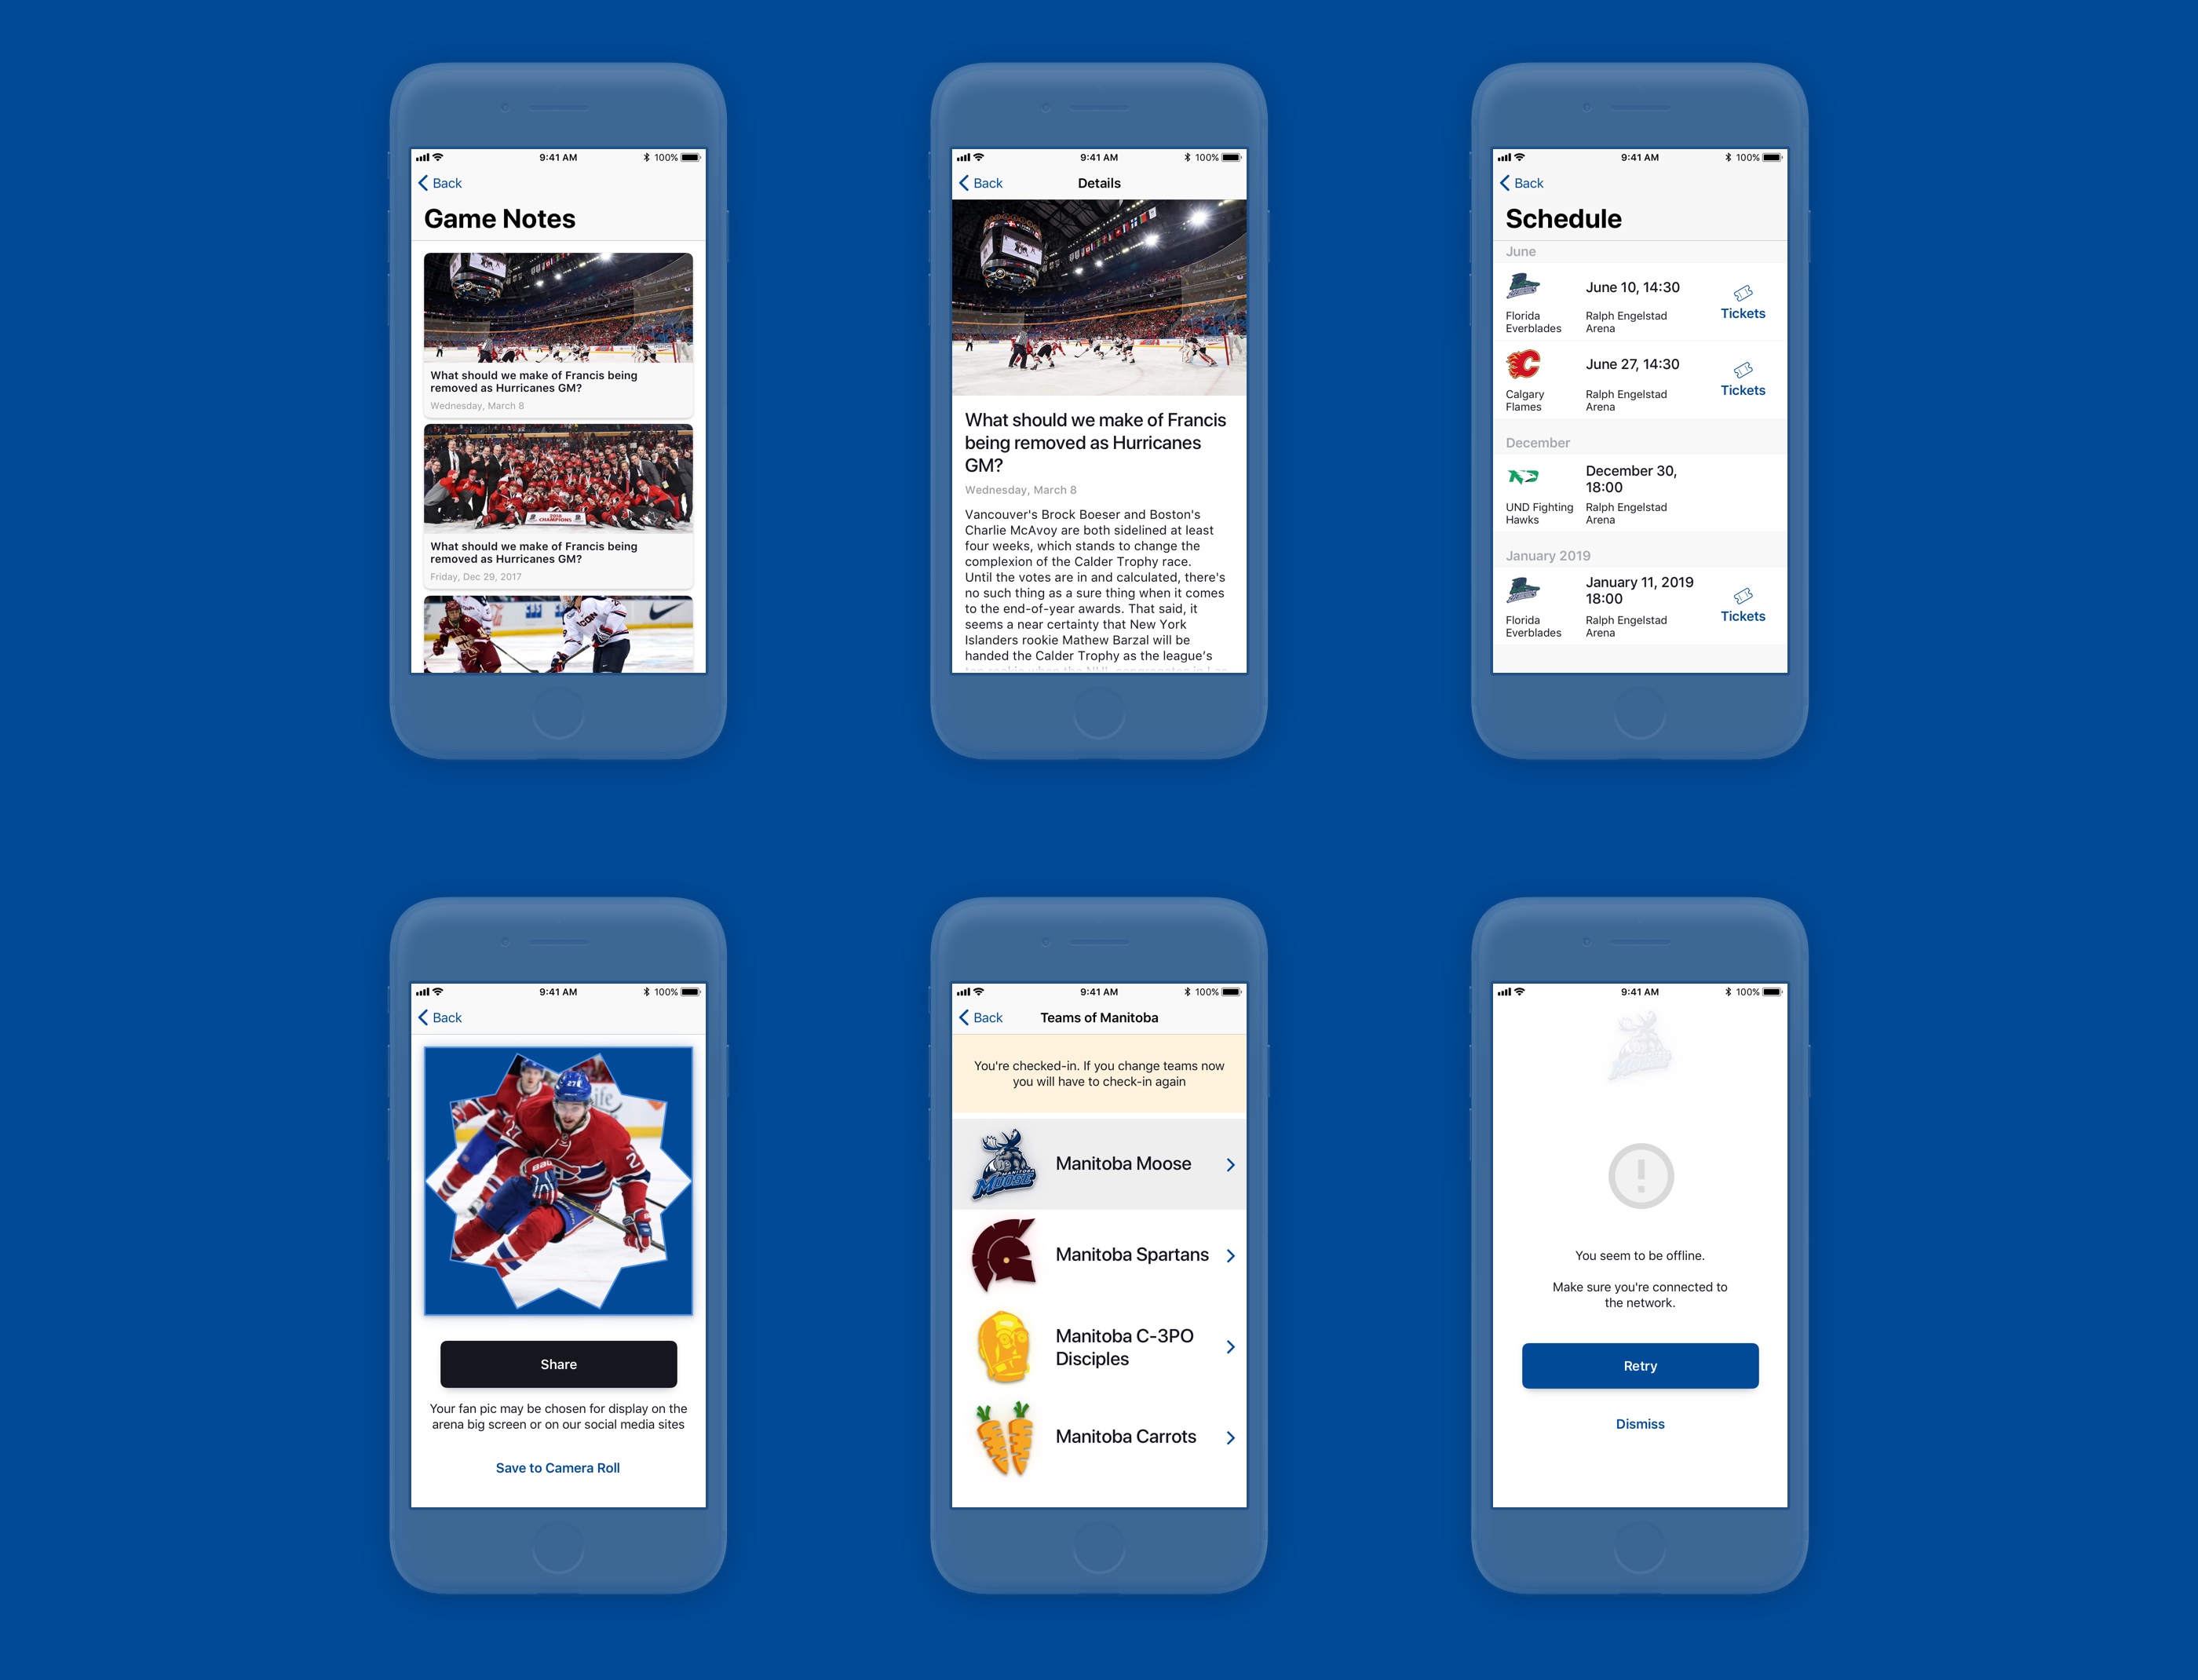 9:41 AM
100%
Back
Game Notes
What should we make of Francis being
removed as Hurricanes GM?
Wednesday, March 8
2018
CHAMPIONS
What should we make of Francis being
removed as Hurricanes GM?
Friday, Dec 29, 2017
9:41 AM
100%
Back
Details
What should we make of Francis
being removed as Hurricanes
GM?
Wednesday, March 8
Vancouver's Brock Boeser and Boston's
Charlie McAvoy are both sidelined at least
four weeks, which stands to change the
complexion of the Calder Trophy race.
Until the votes are in and calculated, there's
no such thing as a sure thing when it comes
to the end-of-year awards. That said, it
seems a near certainty that New York
Islanders rookie Mathew Barzal will be
handed the Calder Trophy as the league's
9:41 AM
100%
Back
Schedule
June
June 10, 14:30
Florida
Everblades
Ralph Engelstad
Arena
Tickets
June 27, 14:30
Calgary
Flames
Ralph Engelstad
Arena
Tickets
December
December 30,
18:00
UND Fighting
Hawks
Ralph Engelstad
Arena
January 2019
January 11, 2019
18:00
Florida
Everblades
Ralph Engelstad
Arena
Tickets
9:41 AM
100%
Back
27
Share
Your fan pic may be chosen for display on the
arena big screen or on our social media sites
Save to Camera Roll
9:41 AM
100%
Back
Teams of Manitoba
You're checked-in. If you change teams now
you will have to check-in again
MANITOBA
MOOSE
Manitoba Moose
Manitoba Spartans
Manitoba C-3PO
Disciples
Manitoba Carrots
9:41 AM
100%
MOOSE
You seem to be offline.
Make sure you're connected to
the network.
Retry
Dismiss